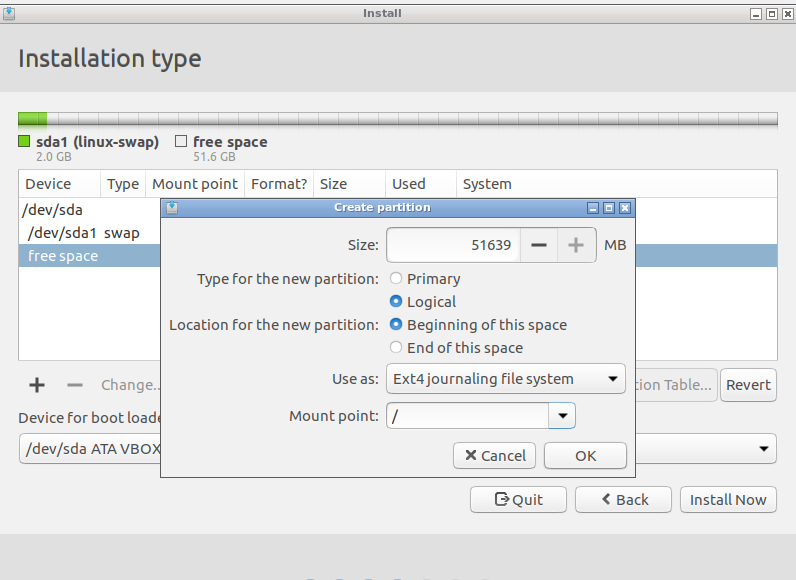 Install
Installation type
sda1 (linux-swap) free space
2.0 GB 51.6 GB
Device Type Mount point Format? Size Used System
/dev/sda
/dev/sda1 swap
free space
Create partition
Size: 51639 MB
Type for the new partition: Primary
Logical
Location for the new partition: Beginning of this space
End of this space
Use as: Ext4 journaling file system
Mount point: /
Cancel OK
Change.. Table... Revert
Device for boot
/dev/sda ATA VBOX
Quit Back Install Now